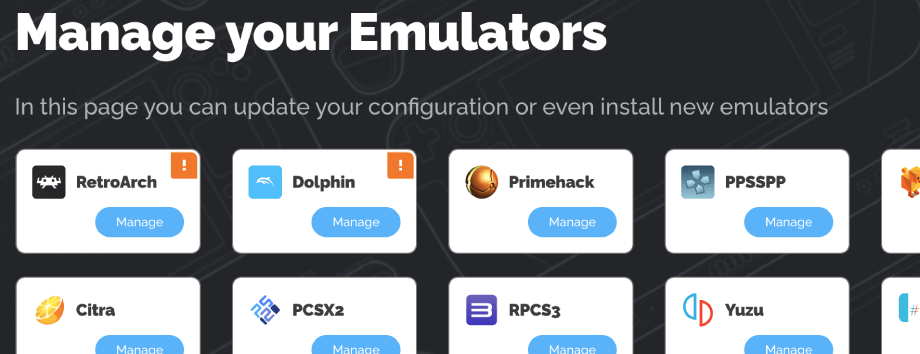 Manage your Emulators
In this page you can update your configuration or even install new emulators
RetroArch ! Dolphin ! Primehack PPSSPP
Manage Manage Manage Manage
Citra PCSX2 RPCS3 Yuzu #
Manage Manage Manage Manage